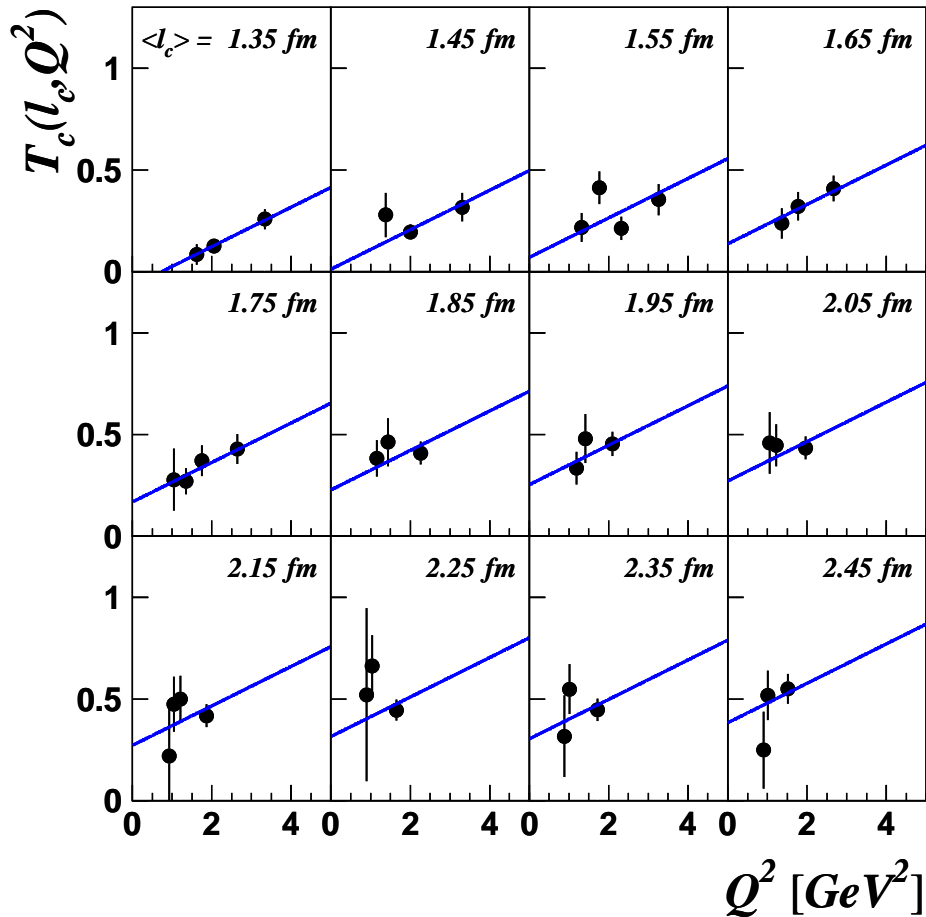 T_c(l_c,Q^2)
<l_c> = 1.35 fm 1.45 fm 1.55 fm 1.65 fm
1
0.5
0
1.75 fm 1.85 fm 1.95 fm 2.05 fm
1
0.5
0
2.15 fm 2.25 fm 2.35 fm 2.45 fm
1
0.5
0
0 2 4 0 2 4 0 2 4 0 2 4
Q^2 [GeV^2]